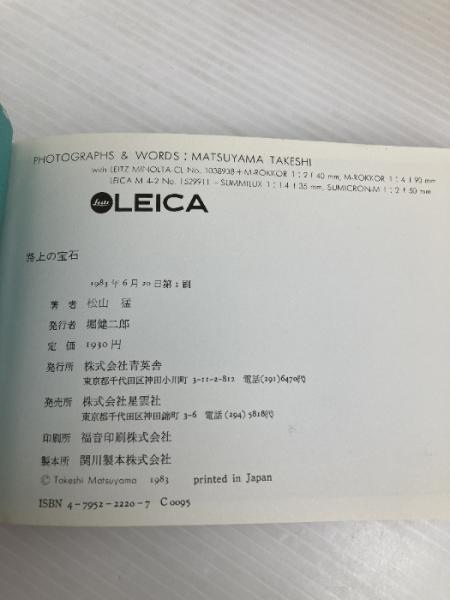 PHOTOGRAPHS & WORDS : MATSUYAMA TAKESHI
with LEITZ MINOLTA CL No. 1038938 + M-ROKKOR 1 : 2 / 40 mm, M-ROKKOR 1 : 4 / 90 mm
LEICA M 4-2 No. 1529911 — SUMMILUX 1 : 1.4 / 35 mm, SUMICRON-M 1 : 2 / 50 mm
Leitz LEICA
路上の宝石
1983年6月20日第1刷
著者 松山 猛
発行者 堀健二郎
定価 1930円
発行所 株式会社青英舎
東京都千代田区神田小川町 3-11-2-812 電話(291)6470代
発売所 株式会社星雲社
東京都千代田区神田錦町 3-6 電話(294)5818代
印刷所 福音印刷株式会社
製本所 関川製本株式会社
© Takeshi Matsuyama 1983 printed in Japan
ISBN 4-7952-2220-7 C 0095